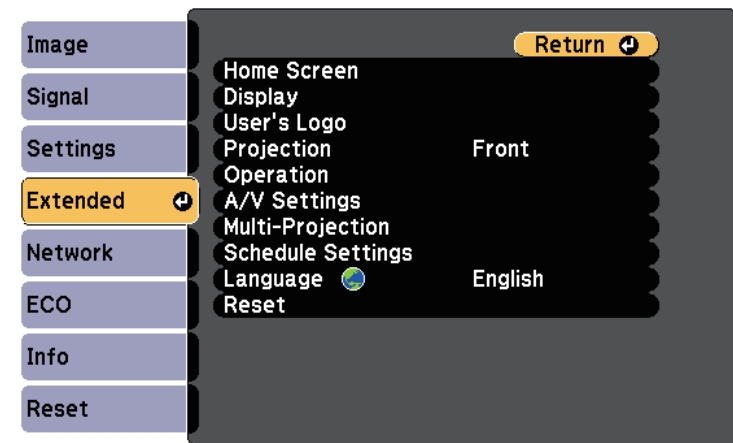 Image
Signal
Settings
Extended
Network
ECO
Info
Reset
Return
Home Screen
Display
User's Logo
Projection Front
Operation
A/V Settings
Multi-Projection
Schedule Settings
Language English
Reset